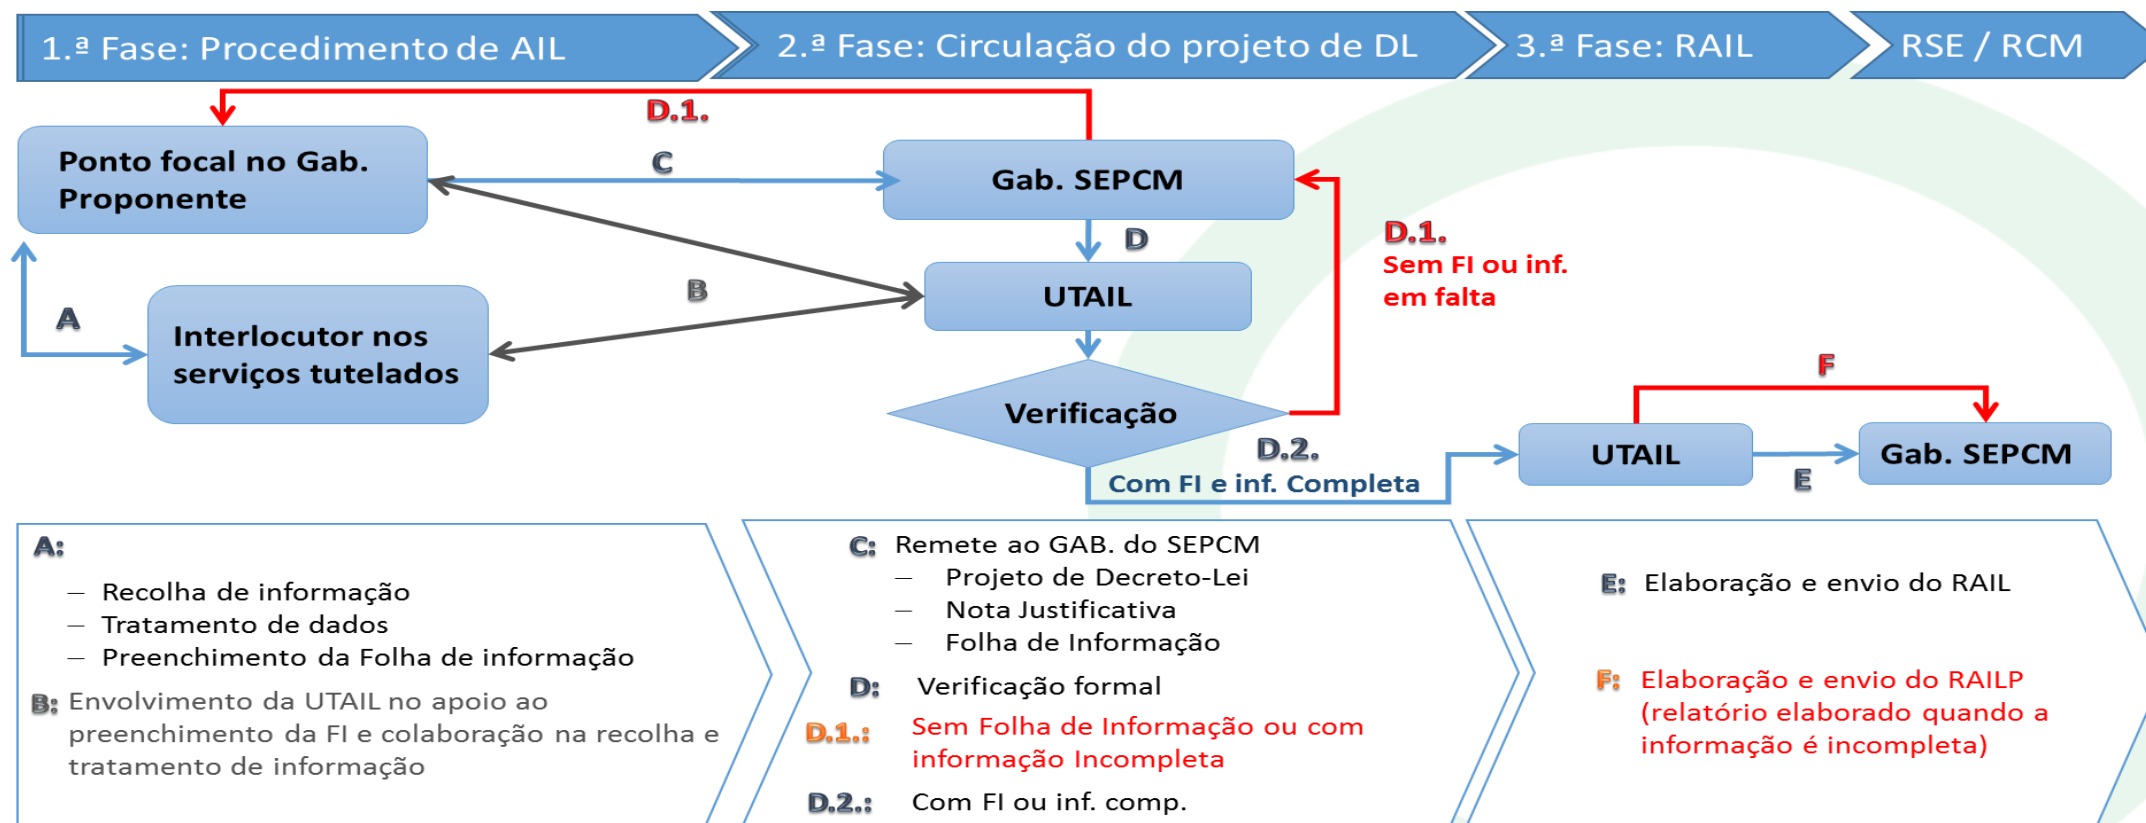 1.ª Fase: Procedimento de AIL
2.ª Fase: Circulação do projeto de DL
3.ª Fase: RAIL
RSE / RCM
D.1.
Ponto focal no Gab.
Proponente
C
Gab. SEPCM
D
D.1.
Sem FI ou inf.
em falta
B
UTAIL
A
Interlocutor nos
serviços tutelados
Verificação
F
D.2.
Com FI e inf. Completa
UTAIL
E
Gab. SEPCM
A:
– Recolha de informação
– Tratamento de dados
– Preenchimento da Folha de informação
B: Envolvimento da UTAIL no apoio ao
preenchimento da FI e colaboração na recolha e
tratamento de informação
C: Remete ao GAB. do SEPCM
– Projeto de Decreto-Lei
– Nota Justificativa
– Folha de Informação
D: Verificação formal
D.1.: Sem Folha de Informação ou com
informação Incompleta
D.2.: Com FI ou inf. comp.
E: Elaboração e envio do RAIL
F: Elaboração e envio do RAILP
(relatório elaborado quando a
informação é incompleta)